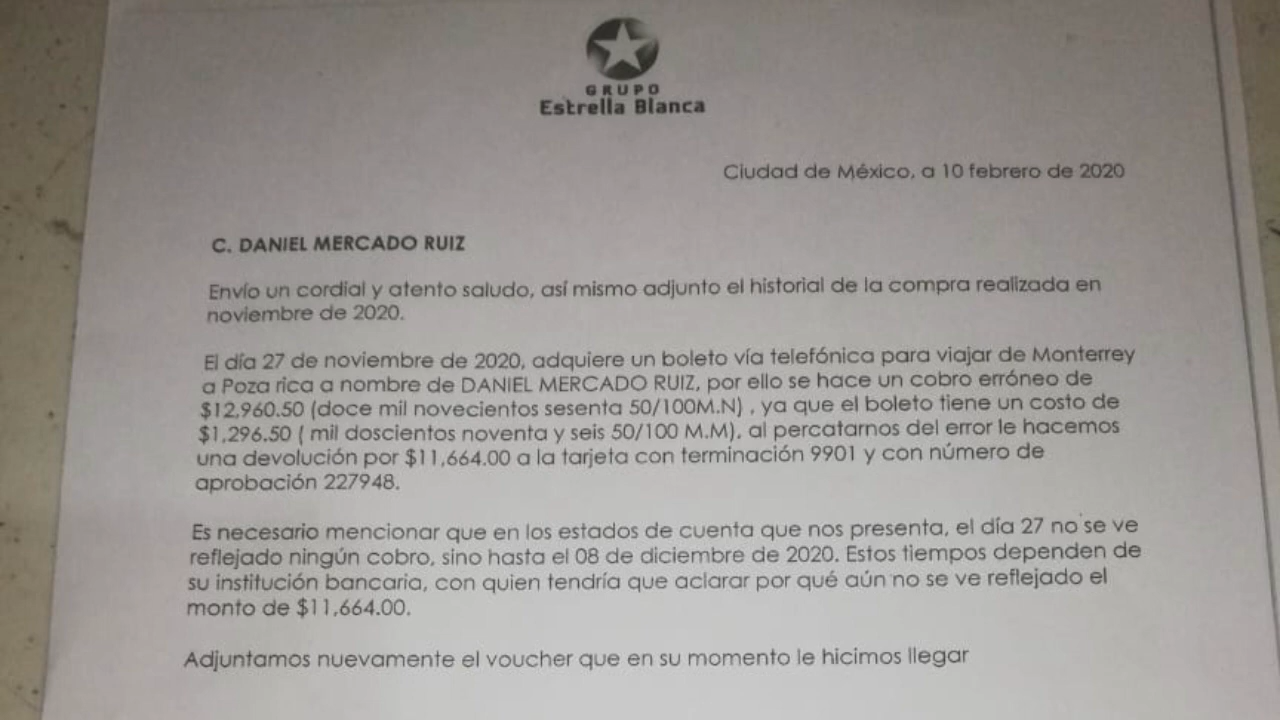 GRUPO
Estrella Blanca
Ciudad de México, a 10 febrero de 2020
C. DANIEL MERCADO RUIZ
Envío un cordial y atento saludo, así mismo adjunto el historial de la compra realizada en
noviembre de 2020.
El día 27 de noviembre de 2020, adquiere un boleto vía telefónica para viajar de Monterrey
a Poza rica a nombre de DANIEL MERCADO RUIZ, por ello se hace un cobro erróneo de
$12,960.50 (doce mil novecientos sesenta 50/100M.N) , ya que el boleto tiene un costo de
$1,296.50 ( mil doscientos noventa y seis 50/100 M.M), al percatarnos del error le hacemos
una devolución por $11,664.00 a la tarjeta con terminación 9901 y con número de
aprobación 227948.
Es necesario mencionar que en los estados de cuenta que nos presenta, el día 27 no se ve
reflejado ningún cobro, sino hasta el 08 de diciembre de 2020. Estos tiempos dependen de
su institución bancaria, con quien tendría que aclarar por qué aún no se ve reflejado el
monto de $11,664.00.
Adjuntamos nuevamente el voucher que en su momento le hicimos llegar